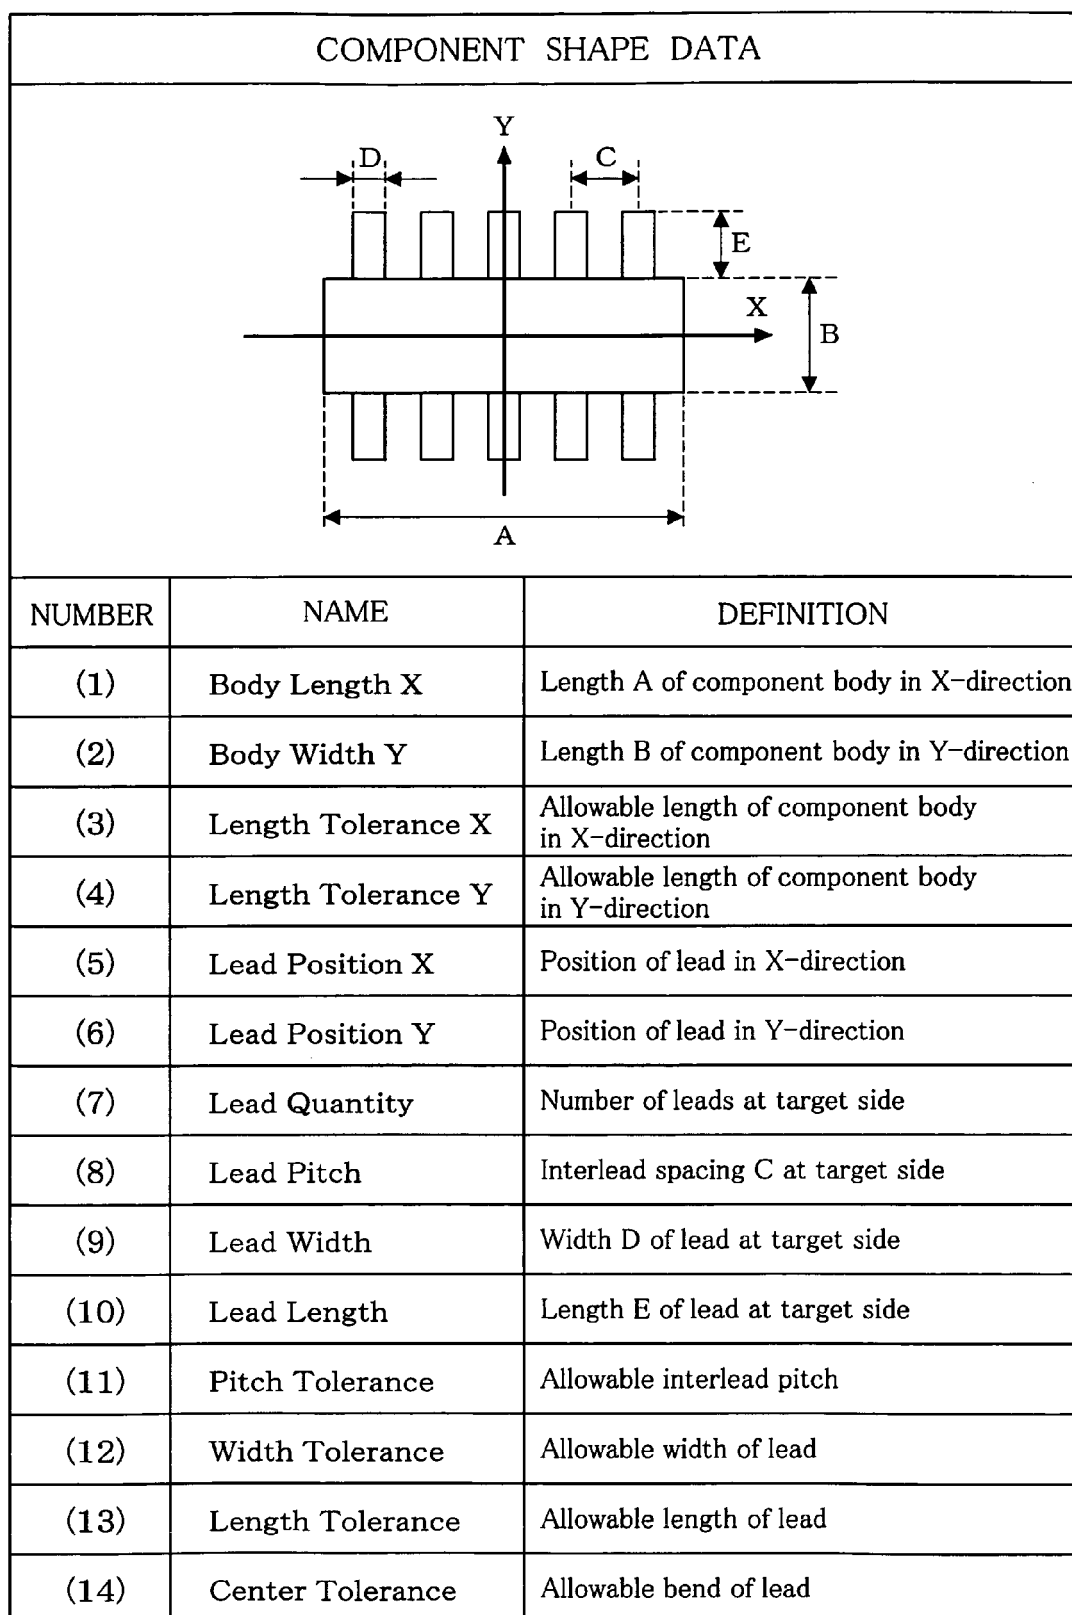 COMPONENT SHAPE DATA
Y
D
C
E
X
B
A
NUMBER NAME DEFINITION
(1) Body Length X Length A of component body in X-direction
(2) Body Width Y Length B of component body in Y-direction
(3) Length Tolerance X Allowable length of component body
in X-direction
(4) Length Tolerance Y Allowable length of component body
in Y-direction
(5) Lead Position X Position of lead in X-direction
(6) Lead Position Y Position of lead in Y-direction
(7) Lead Quantity Number of leads at target side
(8) Lead Pitch Interlead spacing C at target side
(9) Lead Width Width D of lead at target side
(10) Lead Length Length E of lead at target side
(11) Pitch Tolerance Allowable interlead pitch
(12) Width Tolerance Allowable width of lead
(13) Length Tolerance Allowable length of lead
(14) Center Tolerance Allowable bend of lead